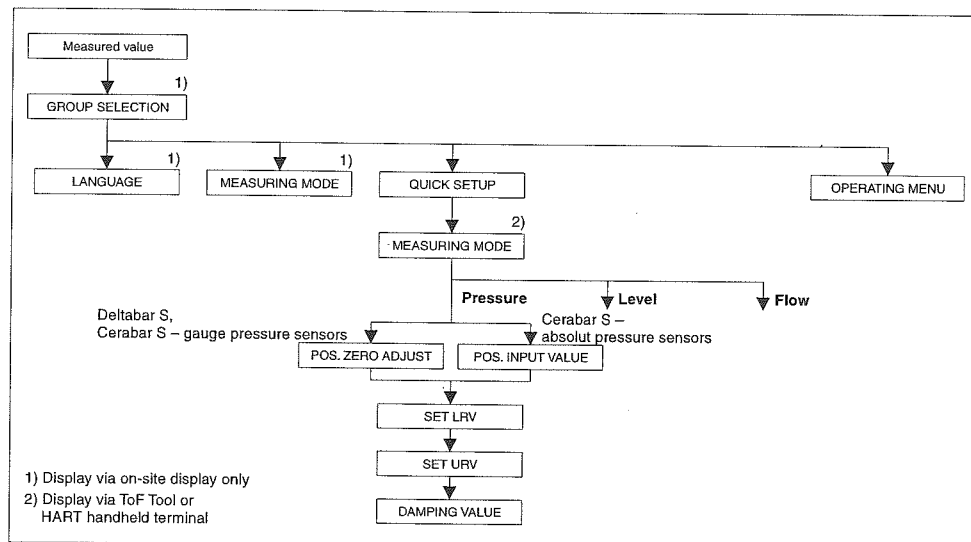 Measured value
1)
GROUP SELECTION
1)
LANGUAGE
1)
MEASURING MODE
QUICK SETUP
OPERATING MENU
2)
MEASURING MODE
Pressure
Level
Flow
Deltabar S,
Cerabar S – gauge pressure sensors
Cerabar S –
absolut pressure sensors
POS. ZERO ADJUST
POS. INPUT VALUE
SET LRV
SET URV
DAMPING VALUE
1) Display via on-site display only
2) Display via ToF Tool or
HART handheld terminal